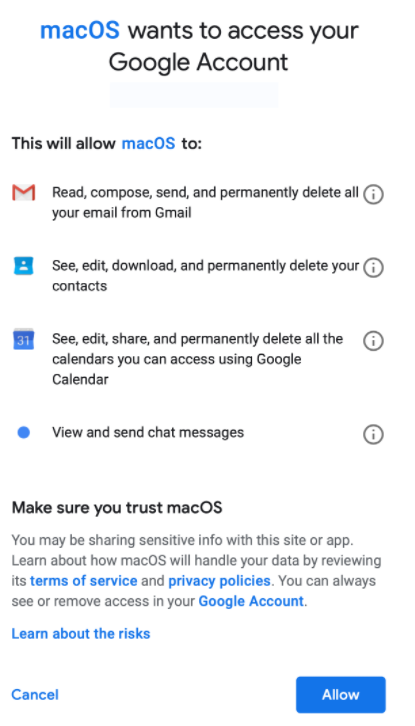 macOS wants to access your
Google Account
This will allow macOS to:
Read, compose, send, and permanently delete all
your email from Gmail
See, edit, download, and permanently delete your
contacts
31
See, edit, share, and permanently delete all the
calendars you can access using Google
Calendar
View and send chat messages
Make sure you trust macOS
You may be sharing sensitive info with this site or app.
Learn about how macOS will handle your data by reviewing
its terms of service and privacy policies. You can always
see or remove access in your Google Account.
Learn about the risks
Cancel
Allow